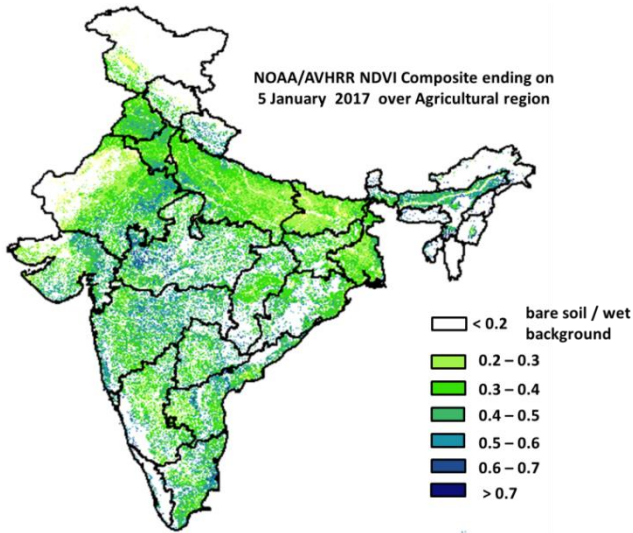 NOAA/AVHRR NDVI Composite ending on
5 January 2017 over Agricultural region
< 0.2 bare soil / wet
background
0.2 – 0.3
0.3 – 0.4
0.4 – 0.5
0.5 – 0.6
0.6 – 0.7
> 0.7